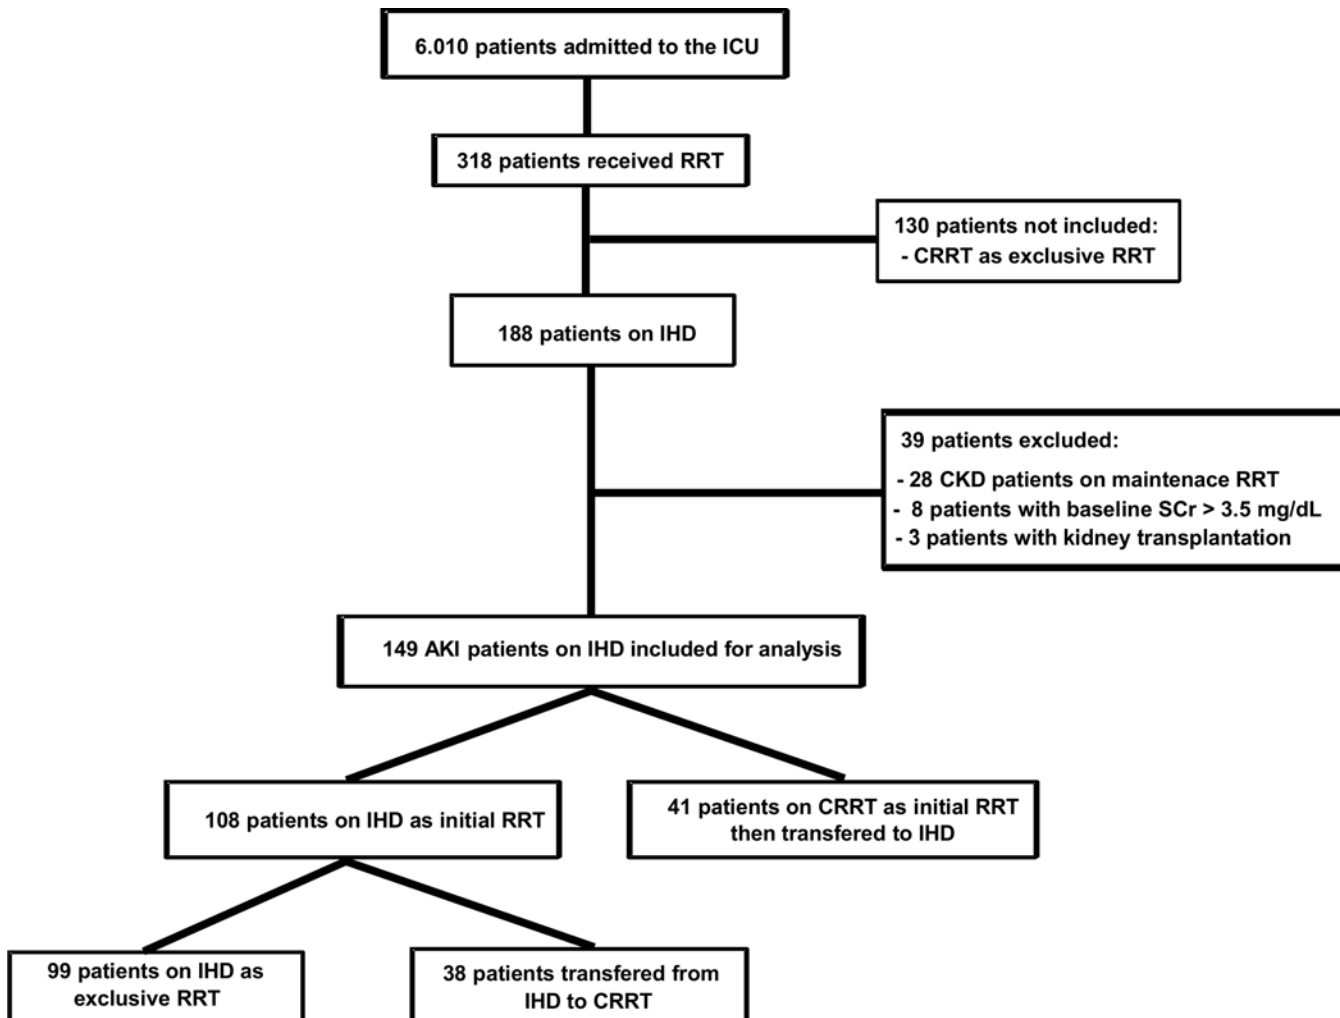 6.010 patients admitted to the ICU
318 patients received RRT
130 patients not included:
- CRRT as exclusive RRT
188 patients on IHD
39 patients excluded:
- 28 CKD patients on maintenace RRT
- 8 patients with baseline SCr > 3.5 mg/dL
- 3 patients with kidney transplantation
149 AKI patients on IHD included for analysis
108 patients on IHD as initial RRT
41 patients on CRRT as initial RRT
then transfered to IHD
99 patients on IHD as
exclusive RRT
38 patients transfered from
IHD to CRRT